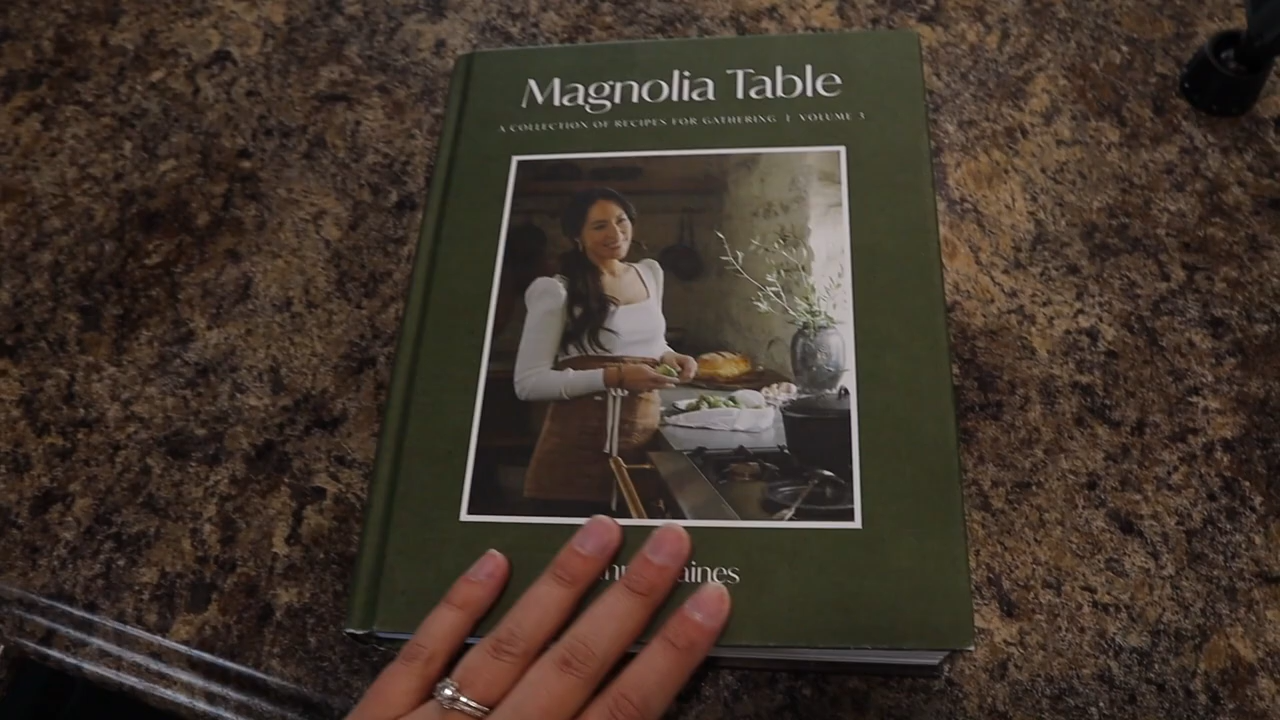 Magnolia Table
A COLLECTION OF RECIPES FOR GATHERING | VOLUME 3